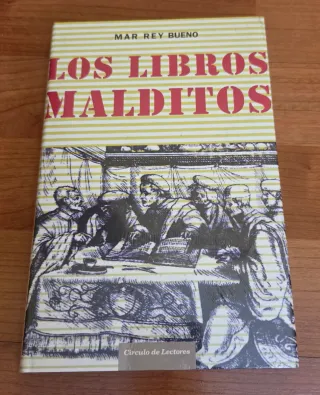 MAR REY BUENO
LOS LIBROS
MALDITOS
Círculo de Lectores